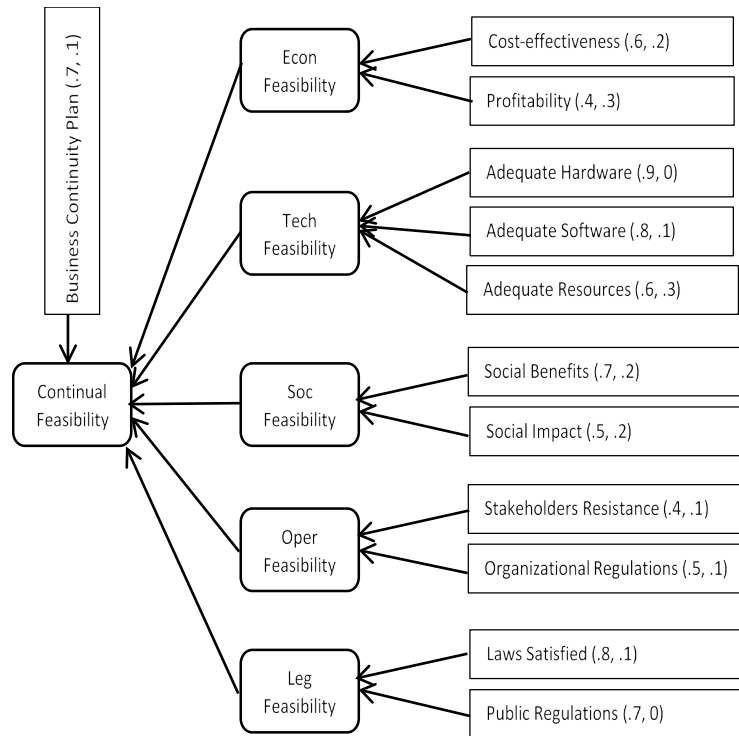 Business Continuity Plan (.7, .1)
Econ
Feasibility
Cost-effectiveness (.6, .2)
Profitability (.4, .3)
Tech
Feasibility
Adequate Hardware (.9, 0)
Adequate Software (.8, .1)
Adequate Resources (.6, .3)
Continual
Feasibility
Soc
Feasibility
Social Benefits (.7, .2)
Social Impact (.5, .2)
Oper
Feasibility
Stakeholders Resistance (.4, .1)
Organizational Regulations (.5, .1)
Leg
Feasibility
Laws Satisfied (.8, .1)
Public Regulations (.7, 0)